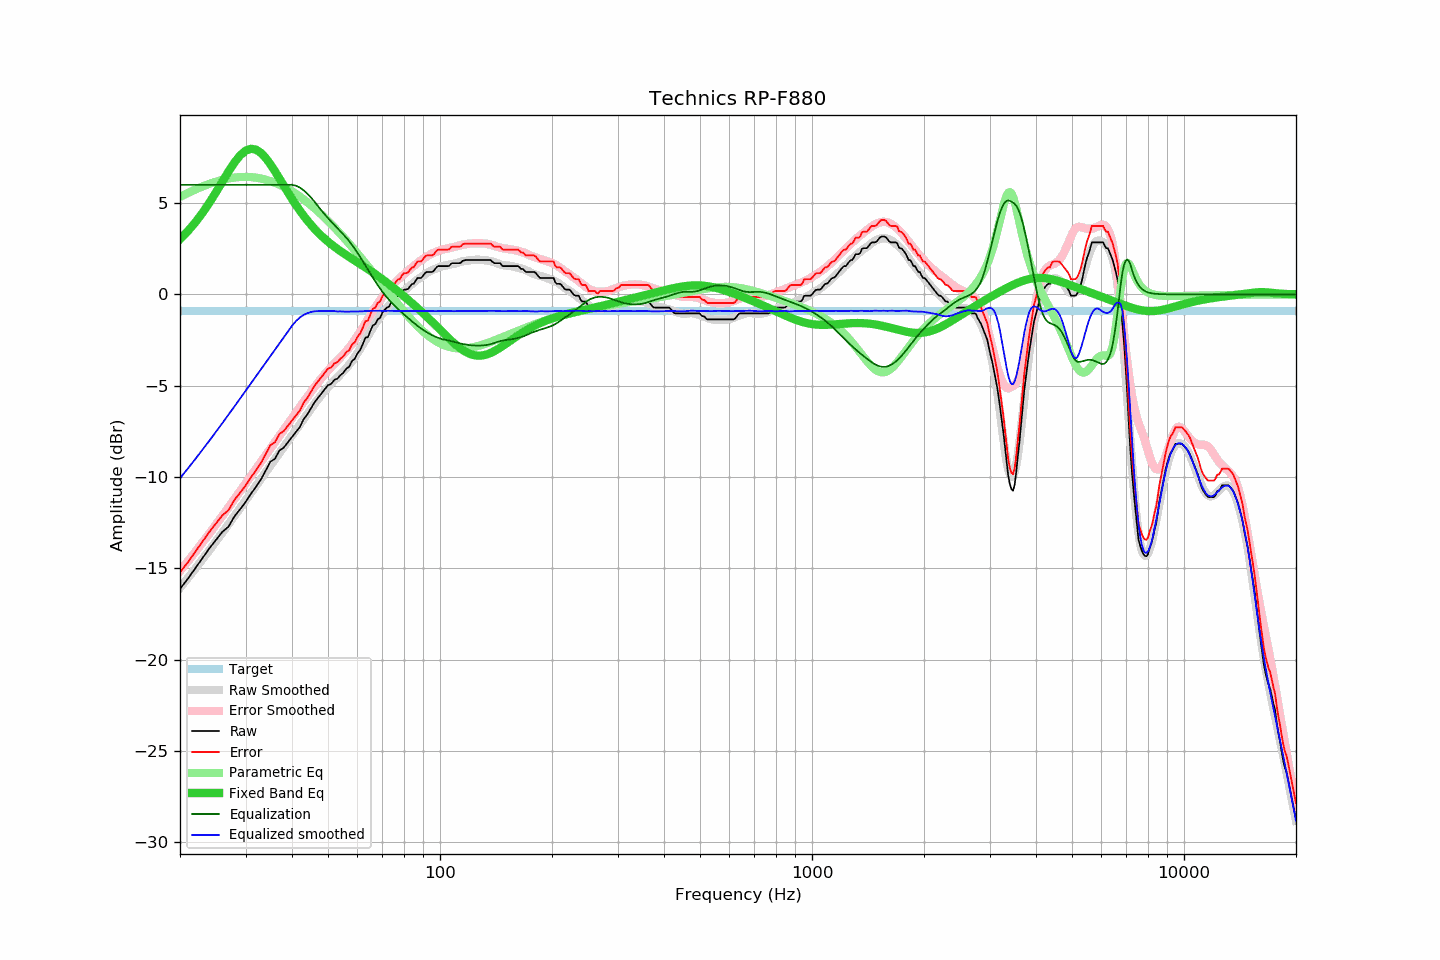 Technics RP-F880
Amplitude (dBr)
5
0
−5
−10
−15
−20
−25
−30
Target
Raw Smoothed
Error Smoothed
Raw
Error
Parametric Eq
Fixed Band Eq
Equalization
Equalized smoothed
100
1000
10000
Frequency (Hz)